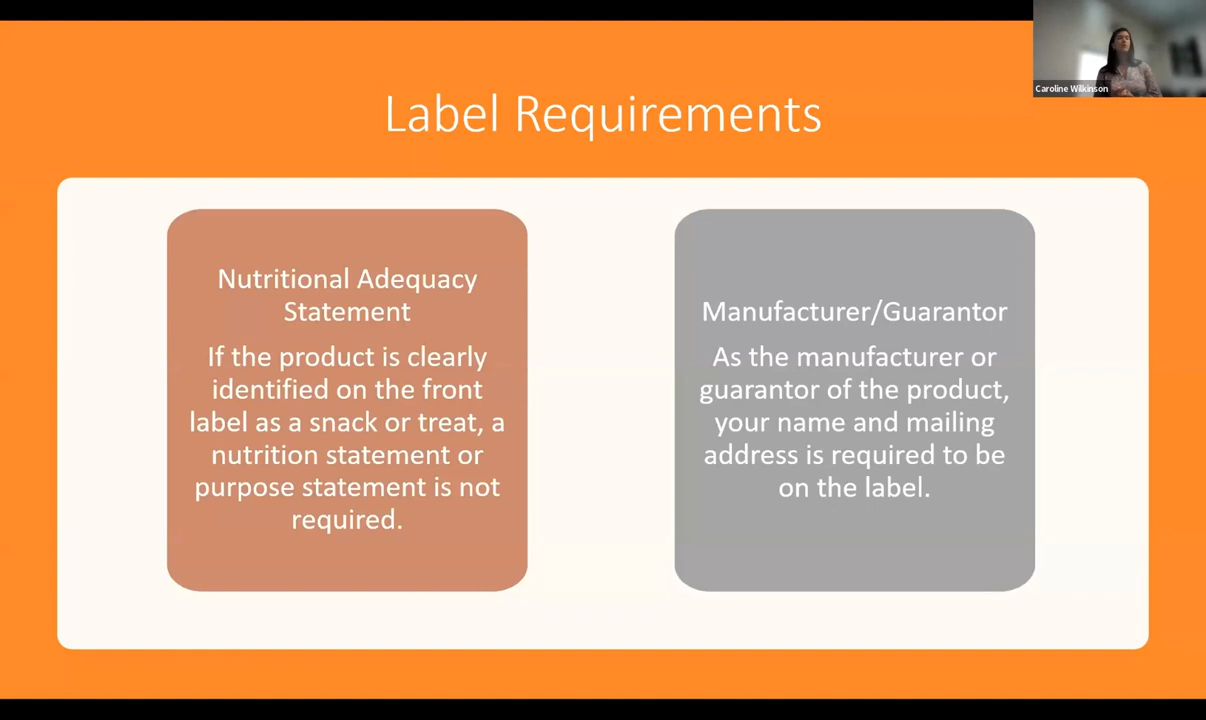 Caroline Wilkinson
Label Requirements
Nutritional Adequacy
Statement
If the product is clearly
identified on the front
label as a snack or treat, a
nutrition statement or
purpose statement is not
required.
Manufacturer/Guarantor
As the manufacturer or
guarantor of the product,
your name and mailing
address is required to be
on the label.